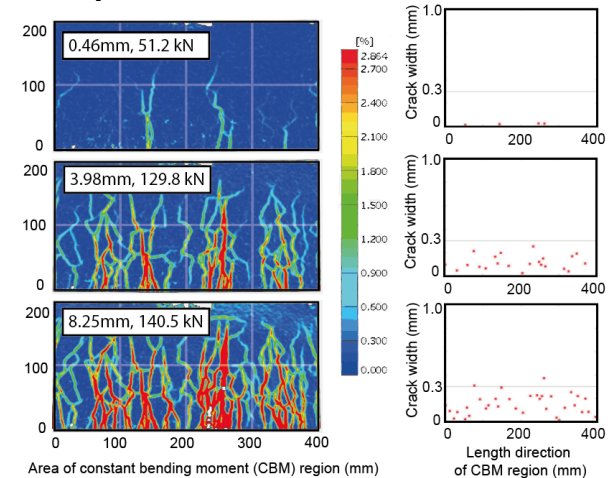 200
0.46mm, 51.2 kN
100
0
200
3.98mm, 129.8 kN
100
0
200
8.25mm, 140.5 kN
100
0
0 100 200 300 400
Area of constant bending moment (CBM) region (mm)
[%]
2.864
2.700
2.400
2.100
1.800
1.500
1.200
0.900
0.600
0.300
0.000
1.0
Crack width (mm)
0.3
0
0 200 400
1.0
Crack width (mm)
0.3
0
0 200 400
1.0
Crack width (mm)
0.3
0
0 200 400
Length direction
of CBM region (mm)